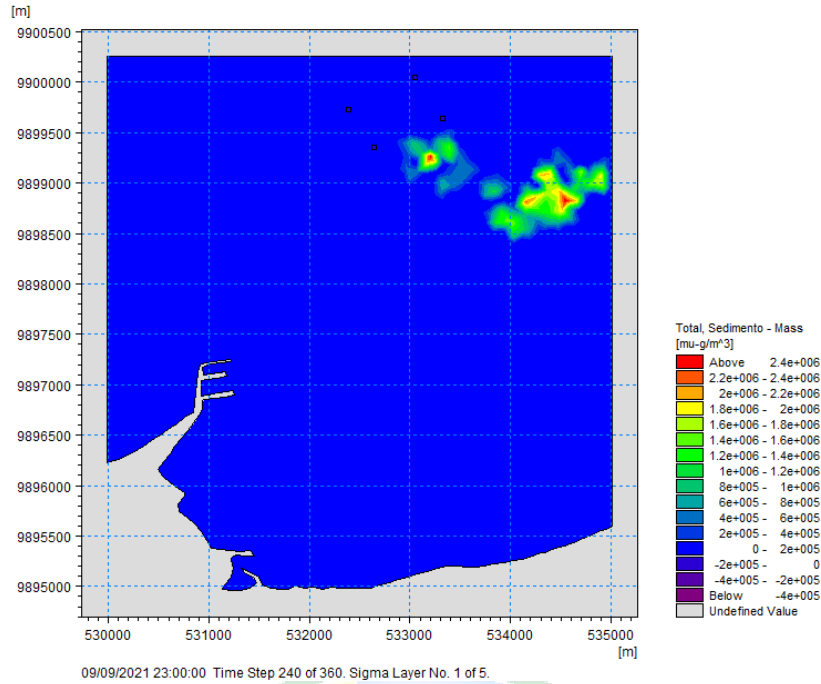 [m]
9900500
9900000
9899500
9899000
9898500
9898000
9897500
9897000
9896500
9896000
9895500
9895000
530000 531000 532000 533000 534000 535000
[m]
09/09/2021 23:00:00 Time Step 240 of 360. Sigma Layer No. 1 of 5.
Total, Sedimento - Mass
[mu-g/m^3]
Above 2.4e+006
2.2e+006 - 2.4e+006
2e+006 - 2.2e+006
1.8e+006 - 2e+006
1.6e+006 - 1.8e+006
1.4e+006 - 1.6e+006
1.2e+006 - 1.4e+006
1e+006 - 1.2e+006
8e+005 - 1e+006
6e+005 - 8e+005
4e+005 - 6e+005
2e+005 - 4e+005
0 - 2e+005
-2e+005 - 0
-4e+005 - -2e+005
Below -4e+005
Undefined Value